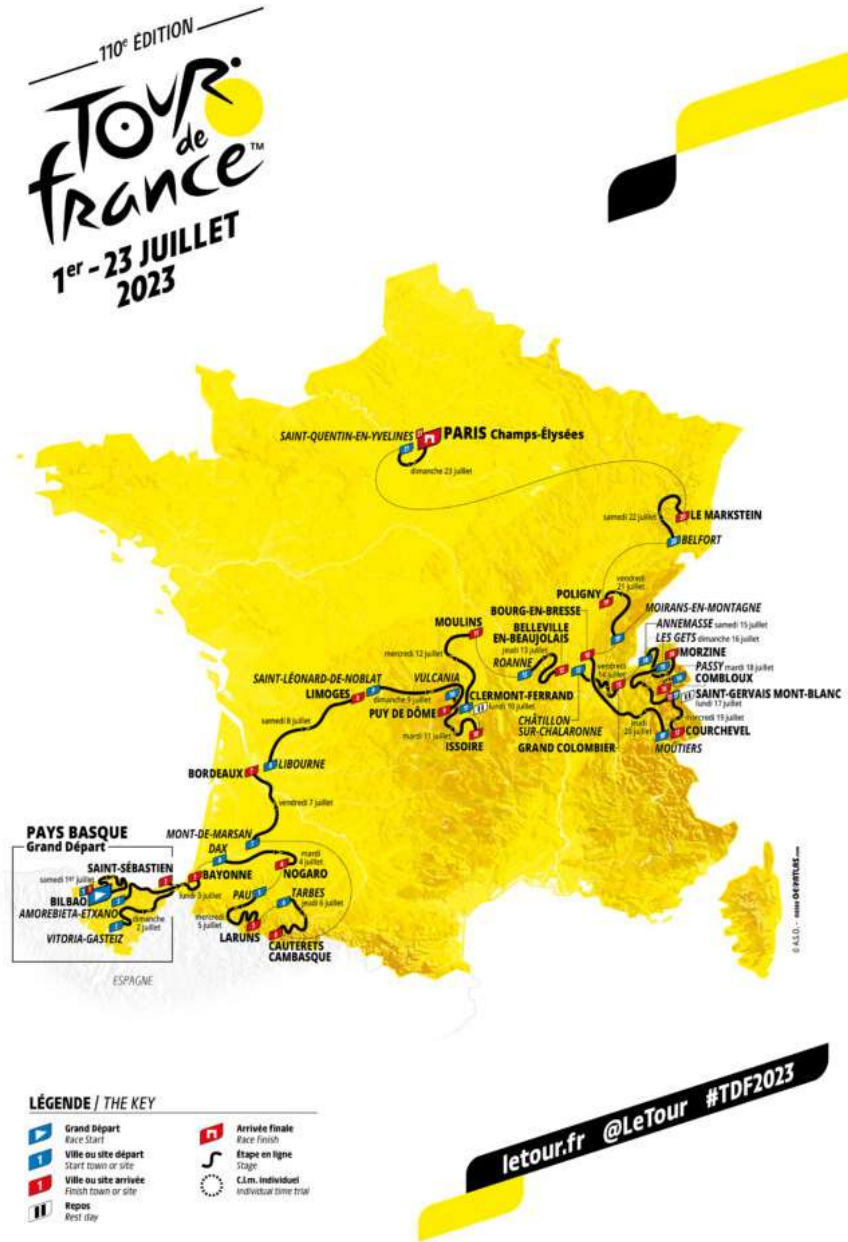 110e ÉDITION
TOUR
de
france™
1er - 23 JUILLET
2023
SAINT-QUENTIN-EN-YVELINES
PARIS Champs-Élysées
dimanche 23 juillet
samedi 22 juillet
LE MARKSTEIN
BELFORT
vendredi
21 juillet
POLIGNY
BOURG-EN-BRESSE
MOIRANS-EN-MONTAGNE
MOULINS
BELLEVILLE
EN-BEAUJOLAIS
ANNEMASSE samedi 15 juillet
LES GETS dimanche 16 juillet
jeudi 13 juillet
mercredi 12 juillet
ROANNE
MORZINE
vendredi
14 juillet
PASSY mardi 18 juillet
COMBLOUX
SAINT-LÉONARD-DE-NOBLAT
VULCANIA
LIMOGES
dimanche 9 juillet
CLERMONT-FERRAND
lundi 10 juillet
SAINT-GERVAIS MONT-BLANC
lundi 17 juillet
PUY DE DÔME
CHÂTILLON
SUR-CHALARONNE
mercredi 19 juillet
samedi 8 juillet
mardi 11 juillet
ISSOIRE
GRAND COLOMBIER
jeudi
20 juillet
COURCHEVEL
MOÛTIERS
BORDEAUX
LIBOURNE
vendredi 7 juillet
PAYS BASQUE
Grand Départ
MONT-DE-MARSAN
DAX
mardi
4 juillet
SAINT-SÉBASTIEN
samedi 1er juillet
BAYONNE
NOGARO
BILBAO
lundi 3 juillet
PAU
TARBES
jeudi 6 juillet
AMOREBIETA-ETXANO
dimanche
2 juillet
mercredi
5 juillet
VITORIA-GASTEIZ
LARUNS
CAUTERETS
CAMBASQUE
ESPAGNE
© A.S.O. - GEOATLAS.com
LÉGENDE / THE KEY
Grand Départ
Race Start
1
Ville ou site départ
Start town or site
1
Ville ou site arrivée
Finish town or site
Repos
Rest day
Arrivée finale
Race finish
Étape en ligne
Stage
C.l.m. individuel
Individual time trial
letour.fr @LeTour #TDF2023